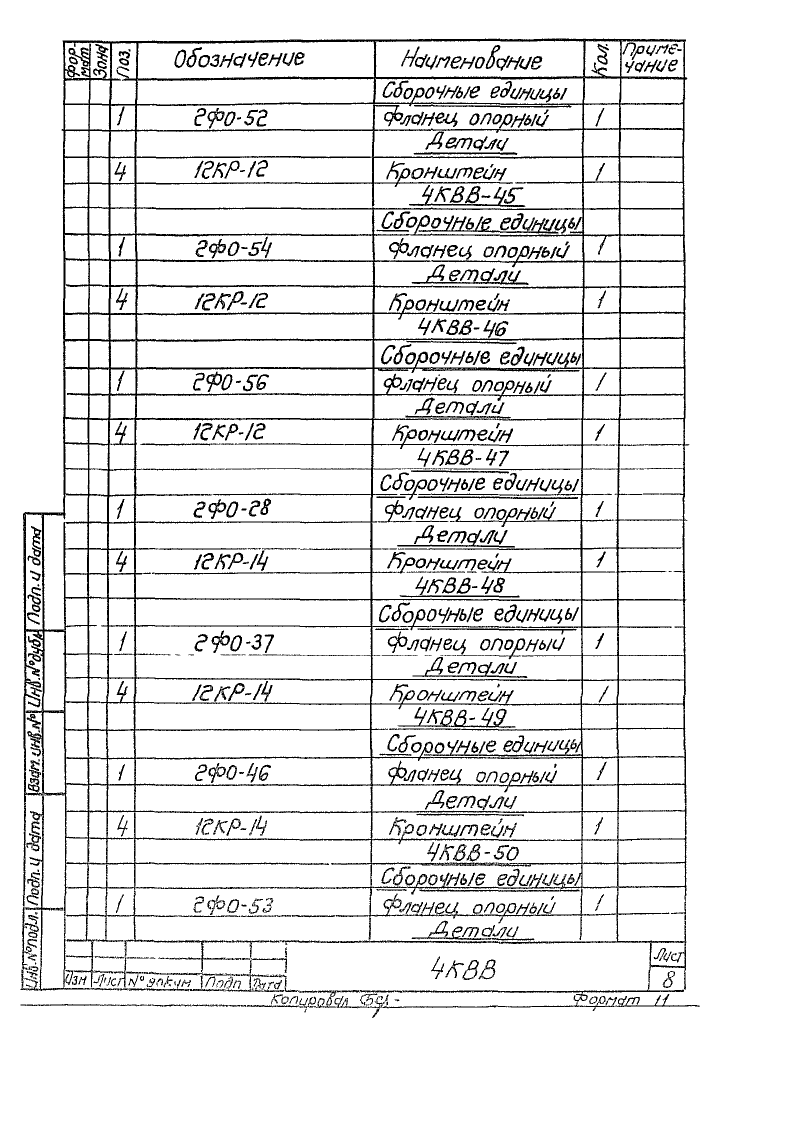 Фор-мат Зона Поз. Обозначение Наименование Кол. Приме-чание
Сборочные единицы
1 2ФО-52 Фланец опорный 1
Детали
4 12КР-12 Кронштейн 1
4КВВ-45
Сборочные единицы
1 2ФО-54 Фланец опорный 1
Детали
4 12КР-12 Кронштейн 1
4КВВ-46
Сборочные единицы
1 2ФО-56 Фланец опорный 1
Детали
4 12КР-12 Кронштейн 1
4КВВ-47
Сборочные единицы
1 2ФО-28 Фланец опорный 1
Детали
4 12КР-14 Кронштейн 1
4КВВ-48
Сборочные единицы
1 2ФО-37 Фланец опорный 1
Детали
4 12КР-14 Кронштейн 1
4КВВ-49
Сборочные единицы
1 2ФО-46 Фланец опорный 1
Детали
4 12КР-14 Кронштейн 1
4КВВ-50
Сборочные единицы
1 2ФО-53 Фланец опорный 1
Детали
Подп. и дата
Инв.№дубл.
Взам.инв.№
Подп. и дата
Инв.№подл.
Изм Лист № докум Подп Дата
4КВВ
Лист
8
Копировал Формат 11